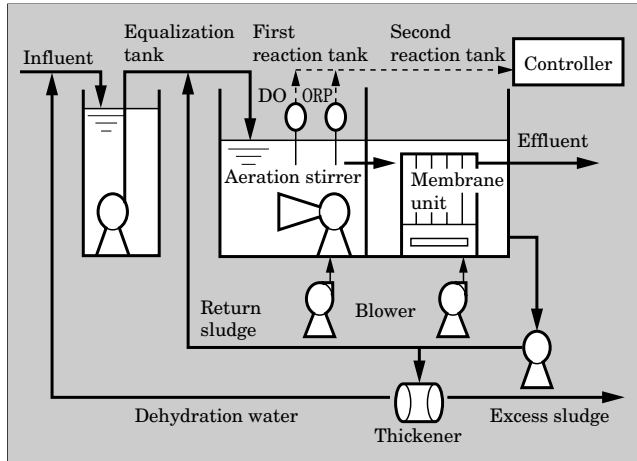 Influent
Equalization
tank
First
reaction tank
Second
reaction tank
Controller
DO
ORP
Effluent
Aeration stirrer
Membrane
unit
Return
sludge
Blower
Dehydration water
Thickener
Excess sludge